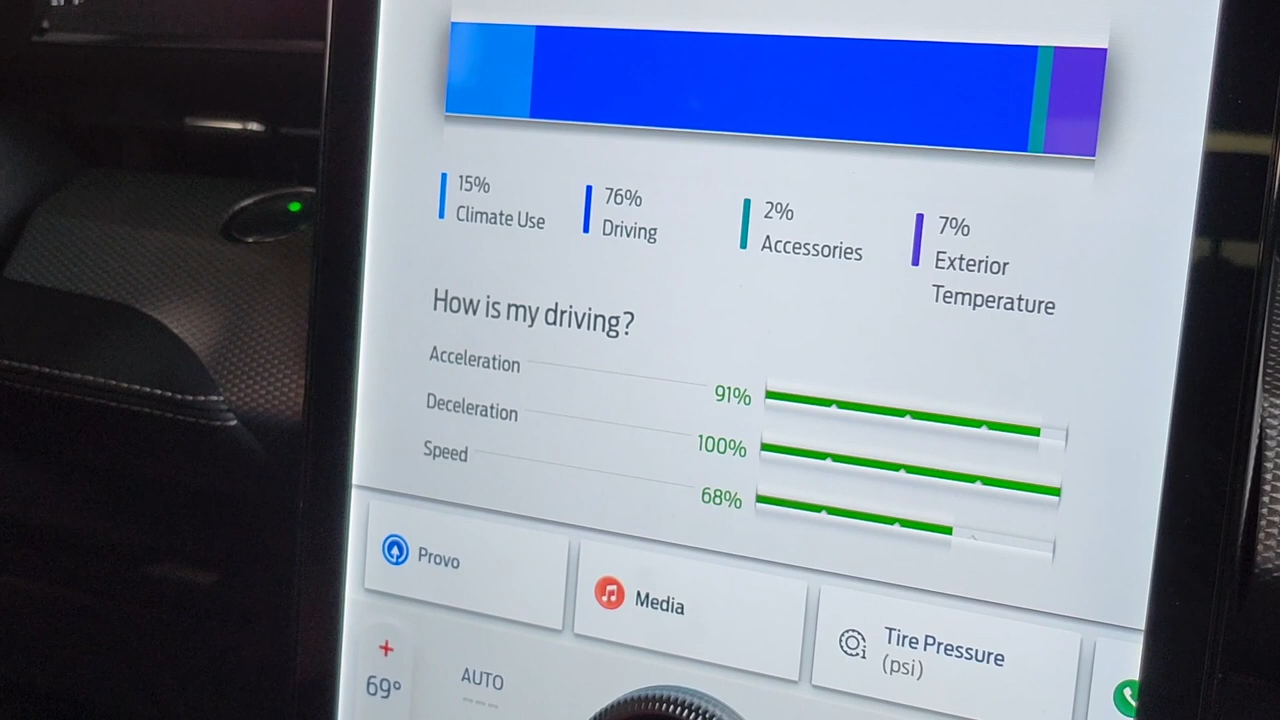 15%
Climate Use
76%
Driving
2%
Accessories
7%
Exterior
Temperature
How is my driving?
Acceleration 91%
Deceleration 100%
Speed 68%
Provo
Media
Tire Pressure
(psi)
+
69°
AUTO